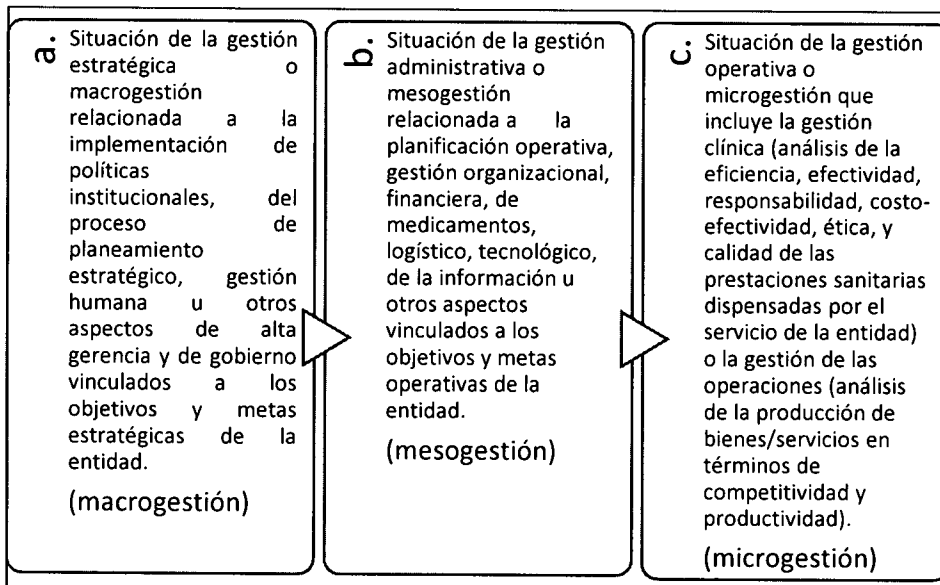 a. Situación de la gestión
estratégica o
macrogestión
relacionada a la
implementación de
políticas
institucionales, del
proceso de
planeamiento
estratégico, gestión
humana u otros
aspectos de alta
gerencia y de gobierno
vinculados a los
objetivos y metas
estratégicas de la
entidad.
(macrogestión)
b. Situación de la gestión
administrativa o
mesogestión
relacionada a la
planificación operativa,
gestión organizacional,
financiera, de
medicamentos,
logístico, tecnológico,
de la información u
otros aspectos
vinculados a los
objetivos y metas
operativas de la
entidad.
(mesogestión)
c. Situación de la gestión
operativa o
microgestión que
incluye la gestión
clínica (análisis de la
eficiencia, efectividad,
responsabilidad, costo-
efectividad, ética, y
calidad de las
prestaciones sanitarias
dispensadas por el
servicio de la entidad)
o la gestión de las
operaciones (análisis
de la producción de
bienes/servicios en
términos de
competitividad y
productividad).
(microgestión)